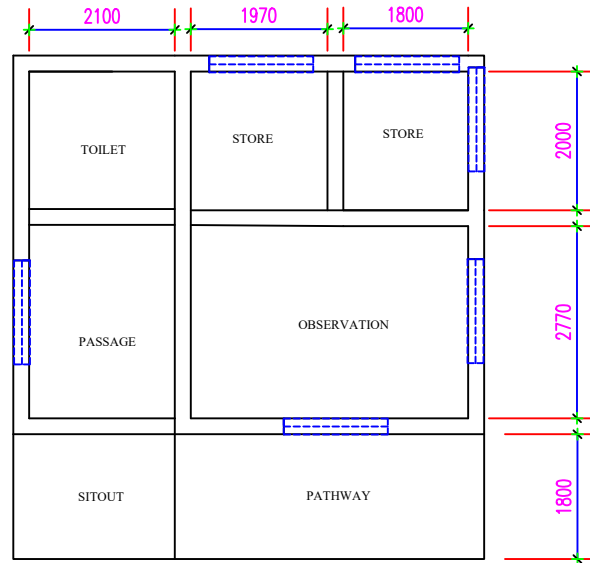 2100
1970
1800
TOILET
STORE
STORE
2000
PASSAGE
OBSERVATION
2770
SITOUT
PATHWAY
1800